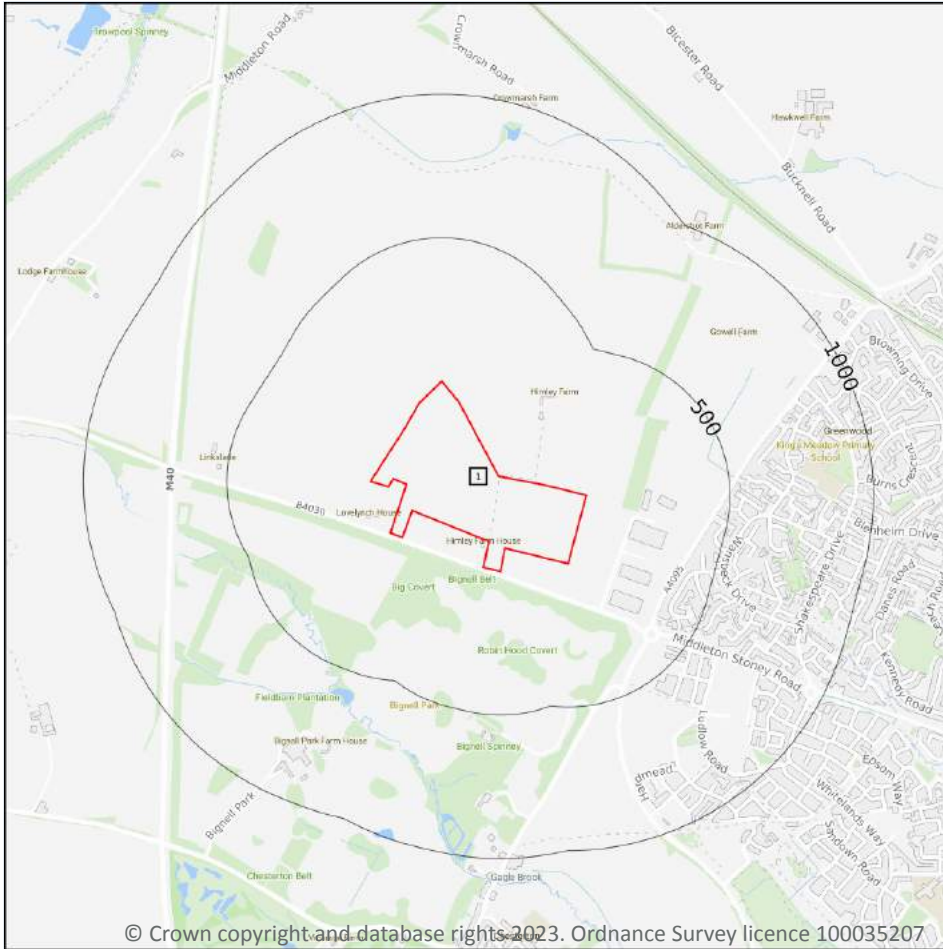 Trowpool Spinney
Middleton Road
Crowmarsh Road
Bicester Road
Crowmarsh Farm
Hawkwell Farm
Bucknell Road
Aldershot Farm
Lodge Farmhouse
Gowell Farm
Browning Drive
1000
Himley Farm
500
Greenwood
King's Meadow Primary
School
Burns Crescent
Linkslade
M40
1
B4030
Lovelynch House
Himley Farm House
Blenheim Drive
Wansbeck Drive
Shakespeare Drive
A4095
Danes Road
Bignell Belt
Big Covert
Robin Hood Covert
Middleton Stoney Road
Kennedy Road
Fieldbarn Plantation
Bignell Park
Bignell Spinney
Bignell Park Farm House
Ludlow Road
Epsom Way
Whitelands Way
Sandown Road
Bignell Park
Chesterton Belt
Gagle Brook
© Crown copyright and database rights 2023. Ordnance Survey licence 100035207